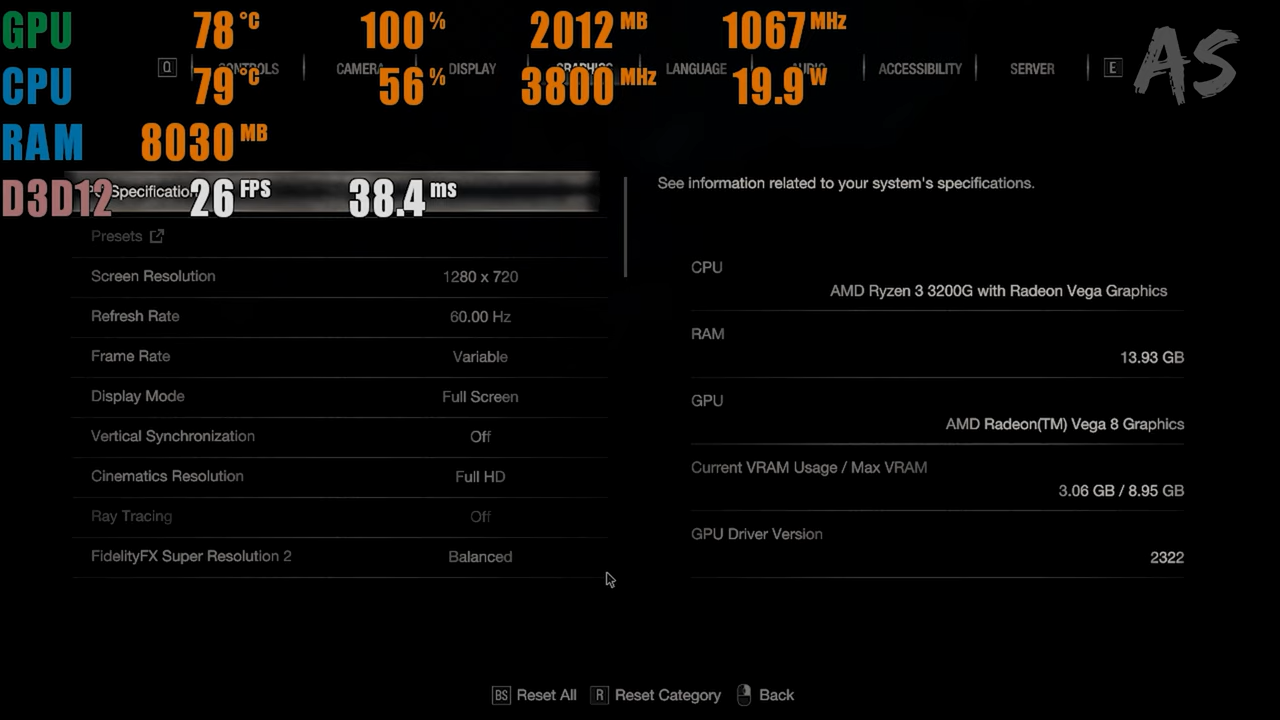 GPU 78 °C 100 % 2012 MB 1067 MHz
Q CONTROLS CAMERA DISPLAY GRAPHICS LANGUAGE AUDIO ACCESSIBILITY SERVER E AS
CPU 79 °C 56 % 3800 MHz 19.9 W
RAM 8030 MB
D3D12 26 FPS 38.4 ms
See information related to your system's specifications.
Presets
Screen Resolution 1280 x 720
Refresh Rate 60.00 Hz
Frame Rate Variable
Display Mode Full Screen
Vertical Synchronization Off
Cinematics Resolution Full HD
Ray Tracing Off
FidelityFX Super Resolution 2 Balanced
CPU
AMD Ryzen 3 3200G with Radeon Vega Graphics
RAM
13.93 GB
GPU
AMD Radeon(TM) Vega 8 Graphics
Current VRAM Usage / Max VRAM
3.06 GB / 8.95 GB
GPU Driver Version
2322
BS Reset All R Reset Category Back